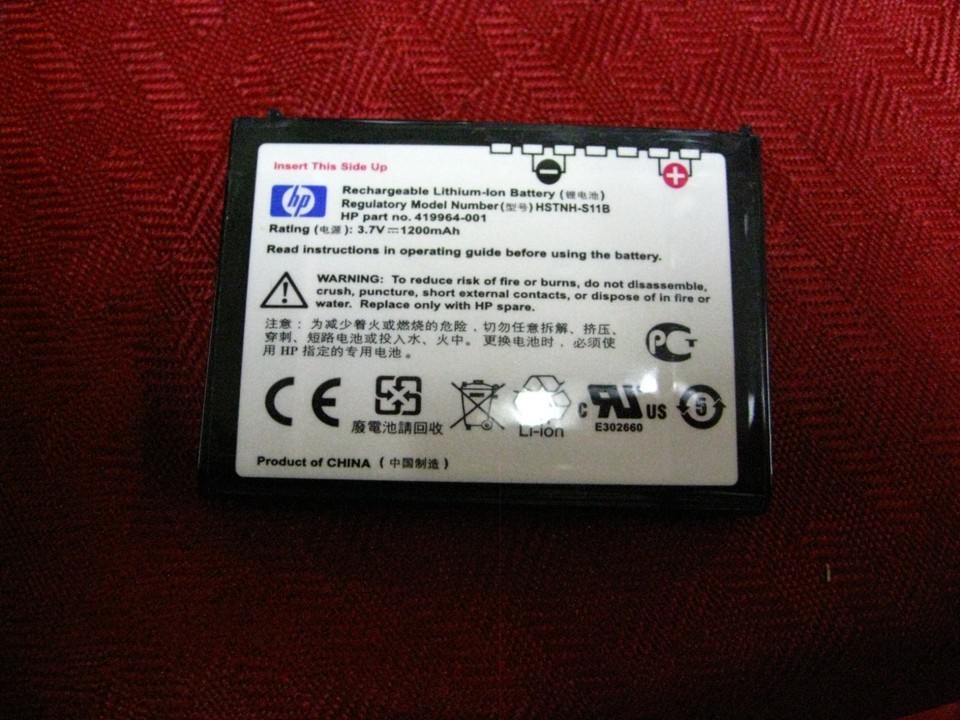 Insert This Side Up
hp
Rechargeable Lithium-Ion Battery (锂电池)
Regulatory Model Number(型号) HSTNH-S11B
HP part no. 419964-001
Rating (电源): 3.7V⎓1200mAh
Read instructions in operating guide before using the battery.
WARNING: To reduce risk of fire or burns, do not disassemble,
crush, puncture, short external contacts, or dispose of in fire or
water. Replace only with HP spare.
注意：为减少着火或燃烧的危险，切勿任意拆解、挤压、
穿刺、短路电池或投入水、火中。更换电池时，必须使
用 HP 指定的专用电池。
PCT
CE
廢電池請回收
Li-ion
c RU US
E302660
5
Product of CHINA (中国制造)